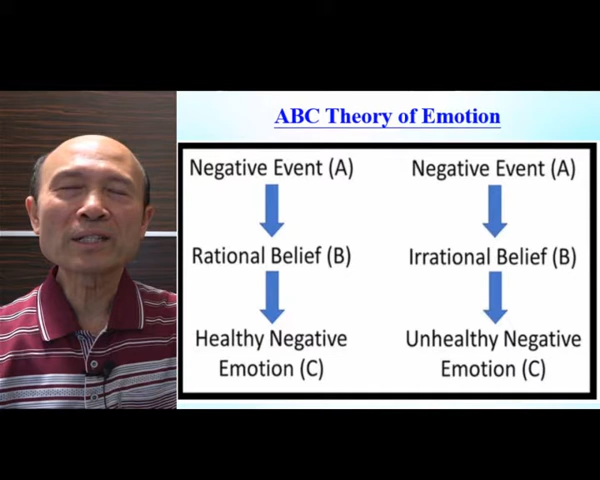 ABC Theory of Emotion
Negative Event (A)
Rational Belief (B)
Healthy Negative
Emotion (C)
Negative Event (A)
Irrational Belief (B)
Unhealthy Negative
Emotion (C)